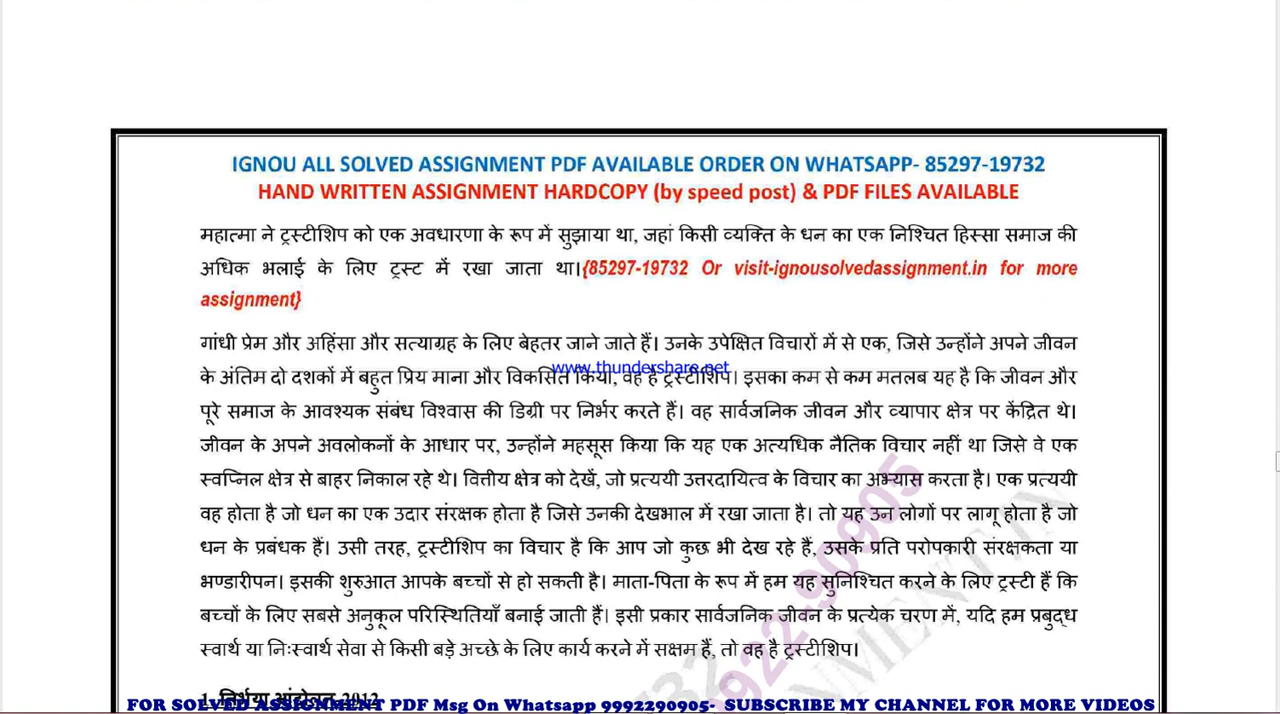 IGNOU ALL SOLVED ASSIGNMENT PDF AVAILABLE ORDER ON WHATSAPP- 85297-19732
HAND WRITTEN ASSIGNMENT HARDCOPY (by speed post) & PDF FILES AVAILABLE
महात्मा ने ट्रस्टीशिप को एक अवधारणा के रूप में सुझाया था, जहां किसी व्यक्ति के धन का एक निश्चित हिस्सा समाज की
अधिक भलाई के लिए ट्रस्ट में रखा जाता था।{85297-19732 Or visit-ignousolvedassignment.in for more
assignment}
गांधी प्रेम और अहिंसा और सत्याग्रह के लिए बेहतर जाने जाते हैं। उनके उपेक्षित विचारों में से एक, जिसे उन्होंने अपने जीवन
www.thundershare.net
के अंतिम दो दशकों में बहुत प्रिय माना और विकसित किया, वह है ट्रस्टीशिप। इसका कम से कम मतलब यह है कि जीवन और
पूरे समाज के आवश्यक संबंध विश्वास की डिग्री पर निर्भर करते हैं। वह सार्वजनिक जीवन और व्यापार क्षेत्र पर केंद्रित थे।
जीवन के अपने अवलोकनों के आधार पर, उन्होंने महसूस किया कि यह एक अत्यधिक नैतिक विचार नहीं था जिसे वे एक
स्वप्निल क्षेत्र से बाहर निकाल रहे थे। वित्तीय क्षेत्र को देखें, जो प्रत्ययी उत्तरदायित्व के विचार का अभ्यास करता है। एक प्रत्ययी
वह होता है जो धन का एक उदार संरक्षक होता है जिसे उनकी देखभाल में रखा जाता है। तो यह उन लोगों पर लागू होता है जो
धन के प्रबंधक हैं। उसी तरह, ट्रस्टीशिप का विचार है कि आप जो कुछ भी देख रहे हैं, उसके प्रति परोपकारी संरक्षकता या
भण्डारीपन। इसकी शुरुआत आपके बच्चों से हो सकती है। माता-पिता के रूप में हम यह सुनिश्चित करने के लिए ट्रस्टी हैं कि
बच्चों के लिए सबसे अनुकूल परिस्थितियाँ बनाई जाती हैं। इसी प्रकार सार्वजनिक जीवन के प्रत्येक चरण में, यदि हम प्रबुद्ध
स्वार्थ या निःस्वार्थ सेवा से किसी बड़े अच्छे के लिए कार्य करने में सक्षम हैं, तो वह है ट्रस्टीशिप।
1. निर्भया आंदोलन 2012
FOR SOLVED ASSIGNMENT PDF Msg On Whatsapp 9992290905- SUBSCRIBE MY CHANNEL FOR MORE VIDEOS